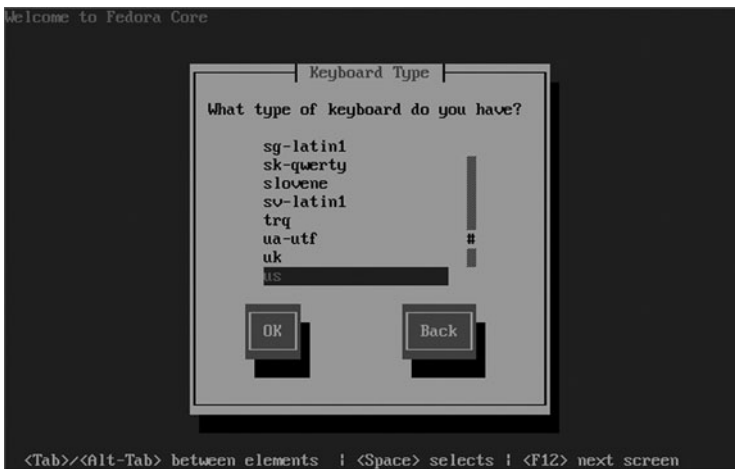 Welcome to Fedora Core
Keyboard Type
What type of keyboard do you have?
sg-latin1
sk-qwerty
slovene
sv-latin1
trq
ua-utf
#
uk
us
OK
Back
<Tab>/<Alt-Tab> between elements | <Space> selects | <F12> next screen